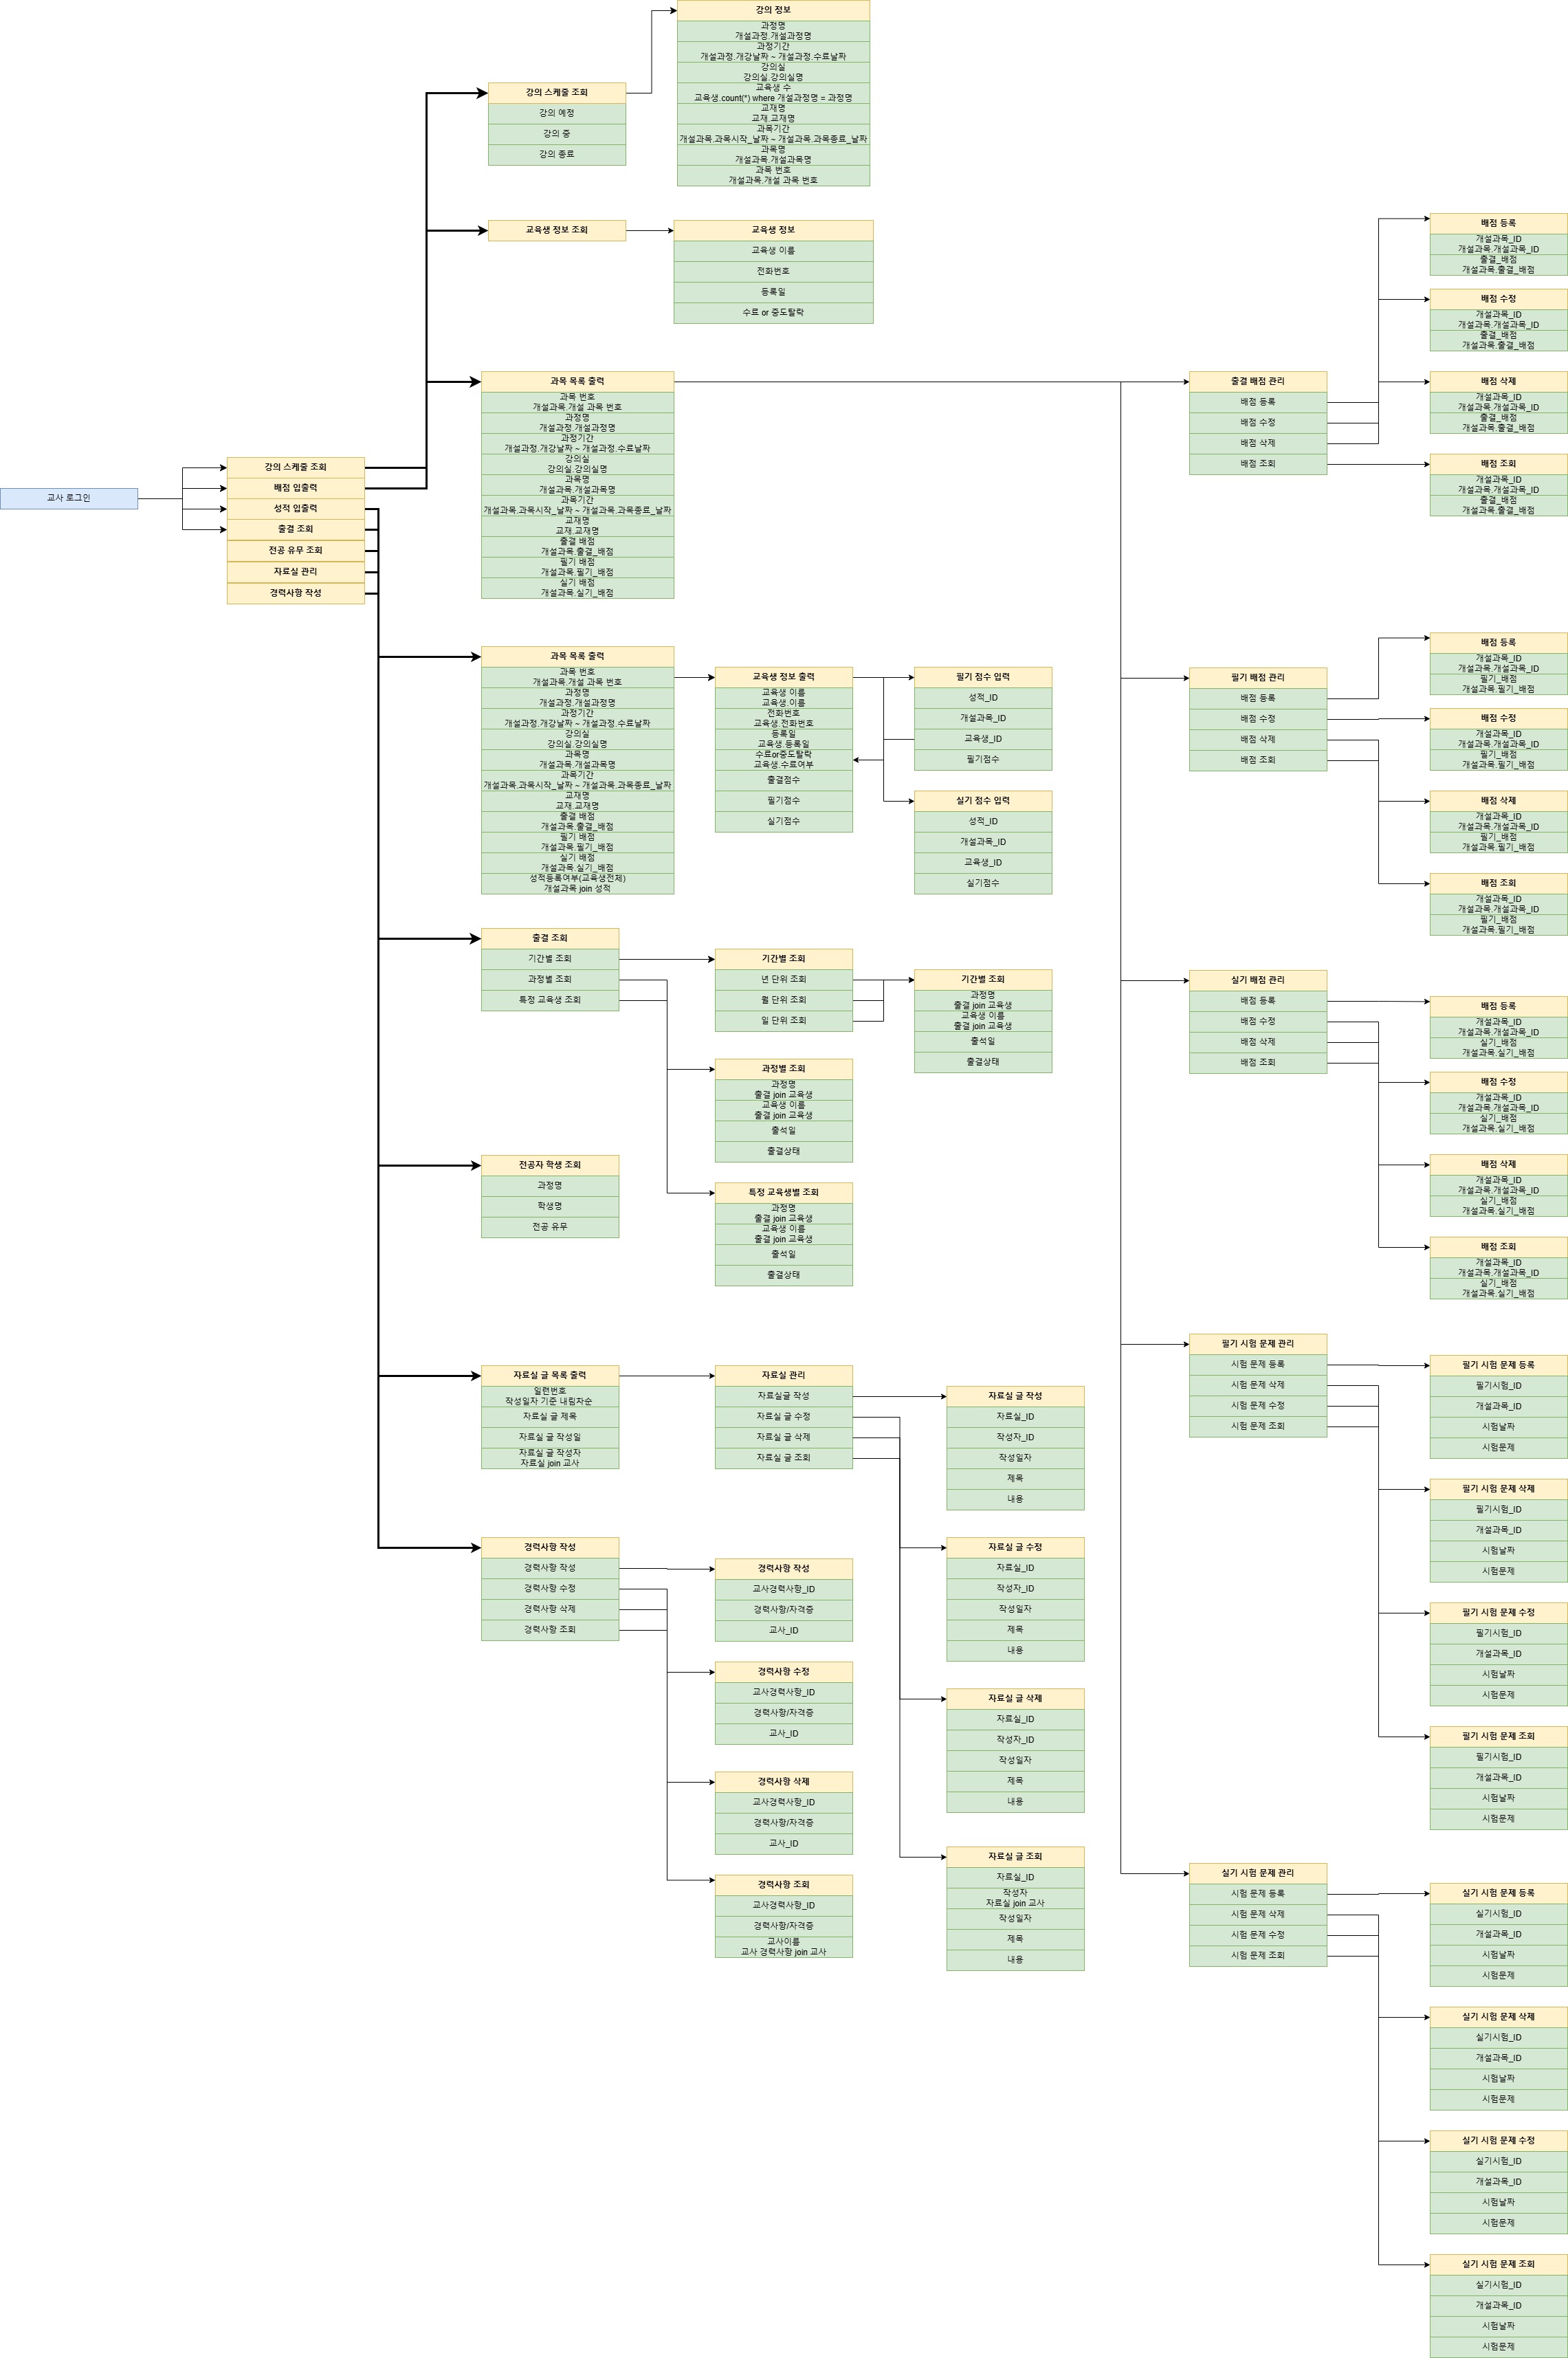 교사 로그인
강의 스케줄 조회
배점 입출력
성적 입출력
출결 조회
전공 유무 조회
자료실 관리
경력사항 작성
강의 스케줄 조회
강의 예정
강의 중
강의 종료
강의 정보
과정명
개설과정.개설과정명
과정기간
개설과정.개강날짜 ~ 개설과정.수료날짜
강의실
강의실.강의실명
교육생 수
교육생.count(*) where 개설과정명 = 과정명
교재명
교재.교재명
과목기간
개설과목.과목시작_날짜 ~ 개설과목.과목종료_날짜
과목명
개설과목.개설과목명
과목 번호
개설과목.개설 과목 번호
교육생 정보 조회
교육생 정보
교육생 이름
전화번호
등록일
수료 or 중도탈락
과목 목록 출력
과목 번호
개설과목.개설 과목 번호
과정명
개설과정.개설과정명
과정기간
개설과정.개강날짜 ~ 개설과정.수료날짜
강의실
강의실.강의실명
과목명
개설과목.개설과목명
과목기간
개설과목.과목시작_날짜 ~ 개설과목.과목종료_날짜
교재명
교재.교재명
출결 배점
개설과목.출결_배점
필기 배점
개설과목.필기_배점
실기 배점
개설과목.실기_배점
출결 배점 관리
배점 등록
배점 수정
배점 삭제
배점 조회
배점 등록
개설과목_ID
개설과목.개설과목_ID
출결_배점
개설과목.출결_배점
배점 수정
개설과목_ID
개설과목.개설과목_ID
출결_배점
개설과목.출결_배점
배점 삭제
개설과목_ID
개설과목.개설과목_ID
출결_배점
개설과목.출결_배점
배점 조회
개설과목_ID
개설과목.개설과목_ID
출결_배점
개설과목.출결_배점
과목 목록 출력
과목 번호
개설과목.개설 과목 번호
과정명
개설과정.개설과정명
과정기간
개설과정.개강날짜 ~ 개설과정.수료날짜
강의실
강의실.강의실명
과목명
개설과목.개설과목명
과목기간
개설과목.과목시작_날짜 ~ 개설과목.과목종료_날짜
교재명
교재.교재명
출결 배점
개설과목.출결_배점
필기 배점
개설과목.필기_배점
실기 배점
개설과목.실기_배점
성적등록여부(교육생전체)
개설과목 join 성적
교육생 정보 출력
교육생 이름
교육생.이름
전화번호
교육생.전화번호
등록일
교육생.등록일
수료or중도탈락
교육생.수료여부
출결점수
필기점수
실기점수
필기 점수 입력
성적_ID
개설과목_ID
교육생_ID
필기점수
실기 점수 입력
성적_ID
개설과목_ID
교육생_ID
실기점수
필기 배점 관리
배점 등록
배점 수정
배점 삭제
배점 조회
배점 등록
개설과목_ID
개설과목.개설과목_ID
필기_배점
개설과목.필기_배점
배점 수정
개설과목_ID
개설과목.개설과목_ID
필기_배점
개설과목.필기_배점
배점 삭제
개설과목_ID
개설과목.개설과목_ID
필기_배점
개설과목.필기_배점
배점 조회
개설과목_ID
개설과목.개설과목_ID
필기_배점
개설과목.필기_배점
출결 조회
기간별 조회
과정별 조회
특정 교육생 조회
기간별 조회
년 단위 조회
월 단위 조회
일 단위 조회
기간별 조회
과정명
출결 join 교육생
교육생 이름
출결 join 교육생
출석일
출결상태
과정별 조회
과정명
출결 join 교육생
교육생 이름
출결 join 교육생
출석일
출결상태
특정 교육생별 조회
과정명
출결 join 교육생
교육생 이름
출결 join 교육생
출석일
출결상태
실기 배점 관리
배점 등록
배점 수정
배점 삭제
배점 조회
배점 등록
개설과목_ID
개설과목.개설과목_ID
실기_배점
개설과목.실기_배점
배점 수정
개설과목_ID
개설과목.개설과목_ID
실기_배점
개설과목.실기_배점
배점 삭제
개설과목_ID
개설과목.개설과목_ID
실기_배점
개설과목.실기_배점
배점 조회
개설과목_ID
개설과목.개설과목_ID
실기_배점
개설과목.실기_배점
전공자 학생 조회
과정명
학생명
전공 유무
자료실 글 목록 출력
일련번호
작성일자 기준 내림차순
자료실 글 제목
자료실 글 작성일
자료실 글 작성자
자료실 join 교사
자료실 관리
자료실글 작성
자료실 글 수정
자료실 글 삭제
자료실 글 조회
자료실 글 작성
자료실_ID
작성자_ID
작성일자
제목
내용
자료실 글 수정
자료실_ID
작성자_ID
작성일자
제목
내용
자료실 글 삭제
자료실_ID
작성자_ID
작성일자
제목
내용
자료실 글 조회
자료실_ID
작성자
자료실 join 교사
작성일자
제목
내용
경력사항 작성
경력사항 작성
경력사항 수정
경력사항 삭제
경력사항 조회
경력사항 작성
교사경력사항_ID
경력사항/자격증
교사_ID
경력사항 수정
교사경력사항_ID
경력사항/자격증
교사_ID
경력사항 삭제
교사경력사항_ID
경력사항/자격증
교사_ID
경력사항 조회
교사경력사항_ID
경력사항/자격증
교사이름
교사 경력사항 join 교사
필기 시험 문제 관리
시험 문제 등록
시험 문제 삭제
시험 문제 수정
시험 문제 조회
필기 시험 문제 등록
필기시험_ID
개설과목_ID
시험날짜
시험문제
필기 시험 문제 삭제
필기시험_ID
개설과목_ID
시험날짜
시험문제
필기 시험 문제 수정
필기시험_ID
개설과목_ID
시험날짜
시험문제
필기 시험 문제 조회
필기시험_ID
개설과목_ID
시험날짜
시험문제
실기 시험 문제 관리
시험 문제 등록
시험 문제 삭제
시험 문제 수정
시험 문제 조회
실기 시험 문제 등록
실기시험_ID
개설과목_ID
시험날짜
시험문제
실기 시험 문제 삭제
실기시험_ID
개설과목_ID
시험날짜
시험문제
실기 시험 문제 수정
실기시험_ID
개설과목_ID
시험날짜
시험문제
실기 시험 문제 조회
실기시험_ID
개설과목_ID
시험날짜
시험문제